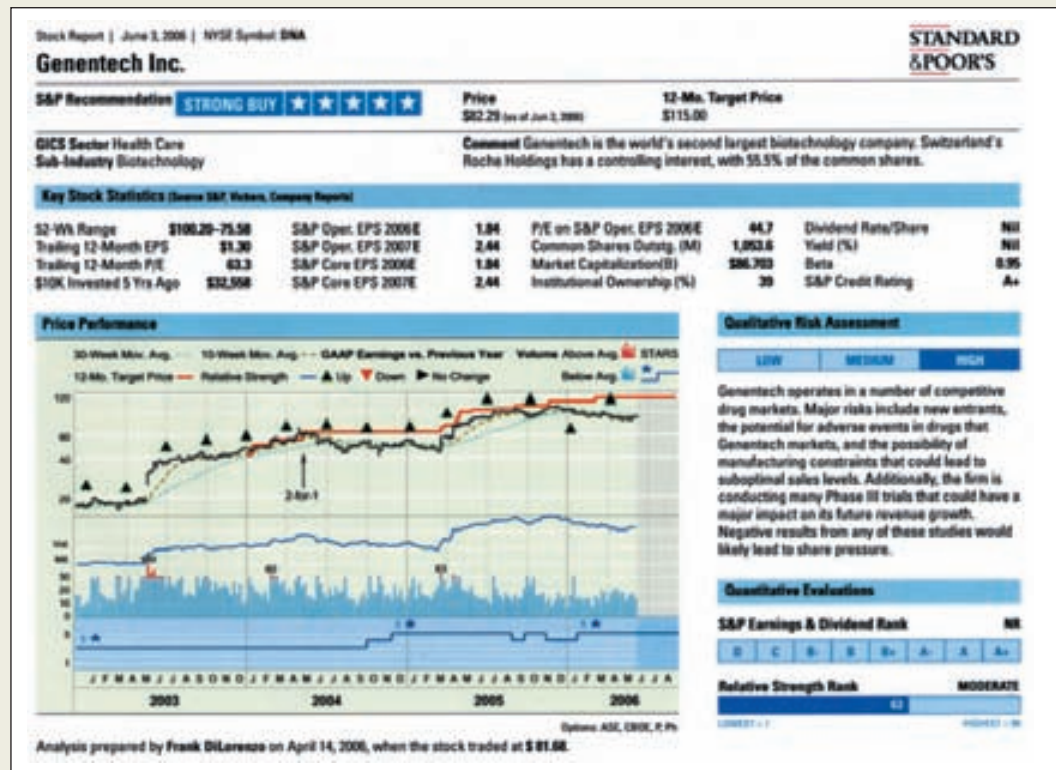 Stock Report | June 3, 2006 | NYSE Symbol: DNA
STANDARD
&POOR'S
Genentech Inc.
S&P Recommendation STRONG BUY ★ ★ ★ ★ ★
Price
$82.29 (as of Jun 2, 2006)
12-Mo. Target Price
$115.00
GICS Sector Health Care
Sub-Industry Biotechnology
Comment Genentech is the world's second largest biotechnology company. Switzerland's
Roche Holdings has a controlling interest, with 55.5% of the common shares.
Key Stock Statistics (Source S&P, Vickers, Company Reports)
52-Wk Range $100.20–75.58 S&P Oper. EPS 2006E 1.84 P/E on S&P Oper. EPS 2006E 44.7 Dividend Rate/Share Nil
Trailing 12-Month EPS $1.30 S&P Oper. EPS 2007E 2.44 Common Shares Outstg. (M) 1,053.6 Yield (%) Nil
Trailing 12-Month P/E 63.3 S&P Core EPS 2006E 1.84 Market Capitalization(B) $86.703 Beta 0.95
$10K Invested 5 Yrs Ago $32,558 S&P Core EPS 2007E 2.44 Institutional Ownership (%) 39 S&P Credit Rating A+
Price Performance
30-Week Mov. Avg. 10-Week Mov. Avg. GAAP Earnings vs. Previous Year Volume Above Avg. STARS
12-Mo. Target Price Relative Strength ▲ Up ▼ Down ▶ No Change Below Avg.
2-for-1
J F M A M J J A S O N D J F M A M J J A S O N D J F M A M J J A S O N D J F M A M J J A
2003 2004 2005 2006
Options: ASE, CBOE, P, Ph
Analysis prepared by Frank DiLorenzo on April 14, 2006, when the stock traded at $ 81.68.
Qualitative Risk Assessment
LOW MEDIUM HIGH
Genentech operates in a number of competitive
drug markets. Major risks include new entrants,
the potential for adverse events in drugs that
Genentech markets, and the possibility of
manufacturing constraints that could lead to
suboptimal sales levels. Additionally, the firm is
conducting many Phase III trials that could have a
major impact on its future revenue growth.
Negative results from any of these studies would
likely lead to share pressure.
Quantitative Evaluations
S&P Earnings & Dividend Rank NR
D C B- B B+ A- A A+
Relative Strength Rank MODERATE
LOWEST = 1